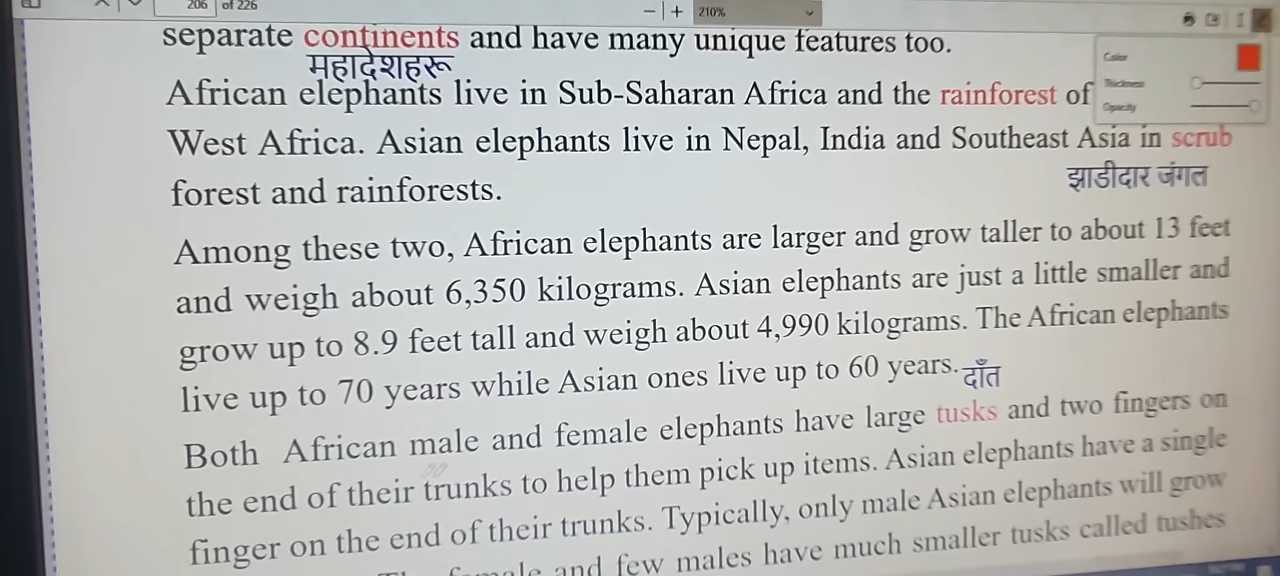 206 of 226
210%
separate continents and have many unique features too.
महादेशहरू
Color
African elephants live in Sub-Saharan Africa and the rainforest of
Thickness
Opacity
West Africa. Asian elephants live in Nepal, India and Southeast Asia in scrub
झाडीदार जंगल
forest and rainforests.
Among these two, African elephants are larger and grow taller to about 13 feet
and weigh about 6,350 kilograms. Asian elephants are just a little smaller and
grow up to 8.9 feet tall and weigh about 4,990 kilograms. The African elephants
live up to 70 years while Asian ones live up to 60 years.
दाँत
Both African male and female elephants have large tusks and two fingers on
the end of their trunks to help them pick up items. Asian elephants have a single
finger on the end of their trunks. Typically, only male Asian elephants will grow
female and few males have much smaller tusks called tushes